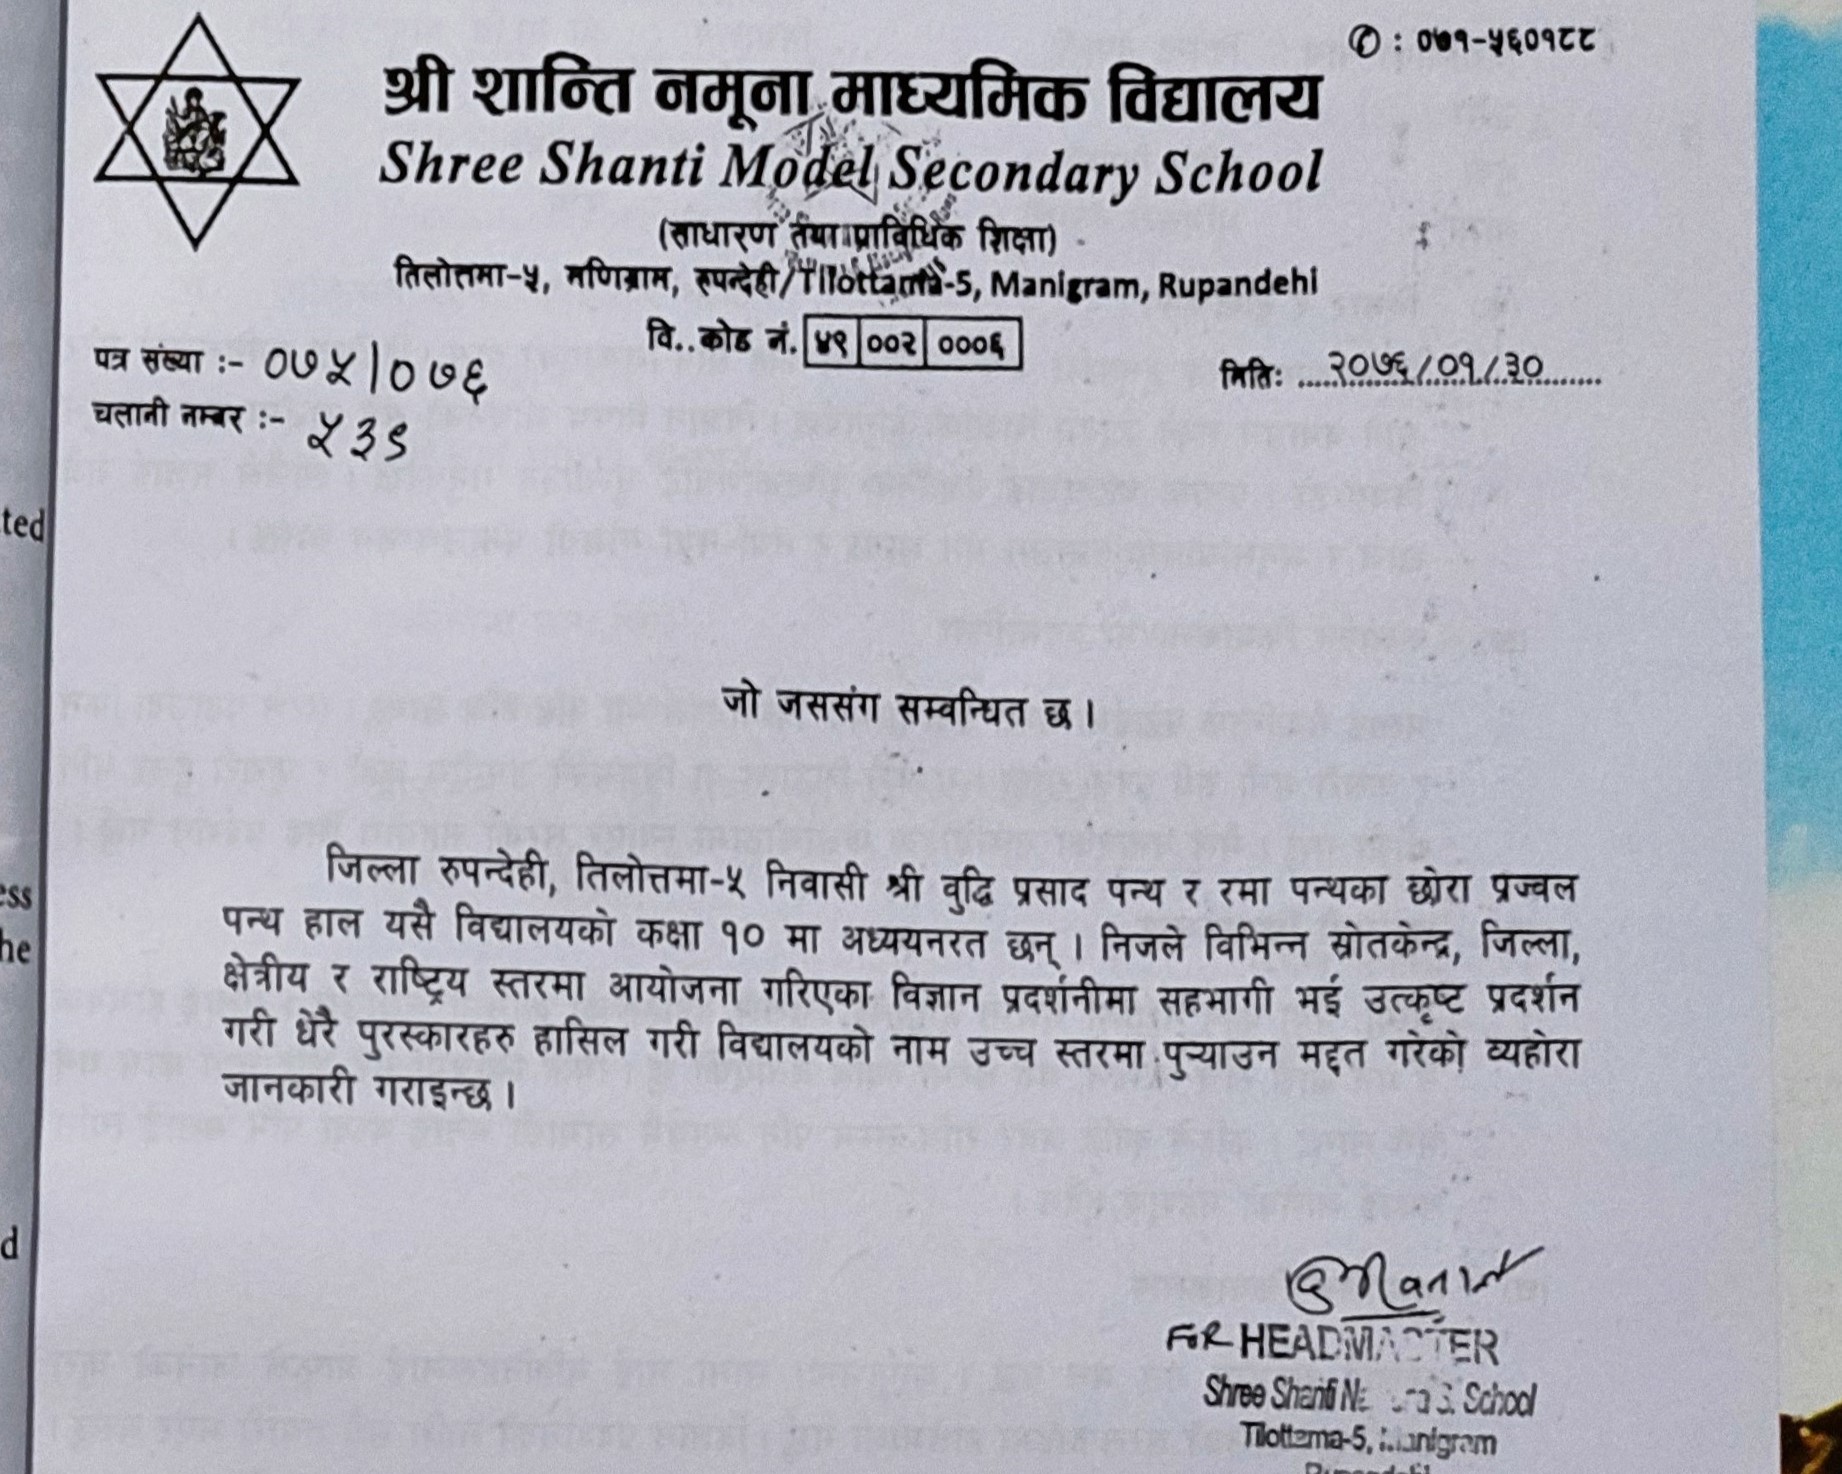 ✆ : ०७१-५६०१८८
श्री शान्ति नमूना माध्यमिक विद्यालय
Shree Shanti Model Secondary School
(साधारण तथा प्राविधिक शिक्षा)
तिलोत्तमा-५, मणिग्राम, रुपन्देही/Tilottama-5, Manigram, Rupandehi
वि..कोड नं. ४९ ००२ ०००६
पत्र संख्या :- ०७५/०७६
मितिः २०७६/०१/३०
चलानी नम्बर :- ५३९
ted
जो जससंग सम्वन्धित छ ।
जिल्ला रुपन्देही, तिलोत्तमा-५ निवासी श्री वुद्धि प्रसाद पन्थ र रमा पन्थका छोरा प्रज्वल
ess
पन्थ हाल यसै विद्यालयको कक्षा १० मा अध्ययनरत छन् । निजले विभिन्न स्रोतकेन्द्र, जिल्ला,
he
क्षेत्रीय र राष्ट्रिय स्तरमा आयोजना गरिएका विज्ञान प्रदर्शनीमा सहभागी भई उत्कृष्ट प्रदर्शन
गरी धेरै पुरस्कारहरु हासिल गरी विद्यालयको नाम उच्च स्तरमा पुऱ्याउन मद्दत गरेको व्यहोरा
जानकारी गराइन्छ ।
d
FOR HEADMASTER
Shree Shanti S. School
Tilottama-5, Manigram